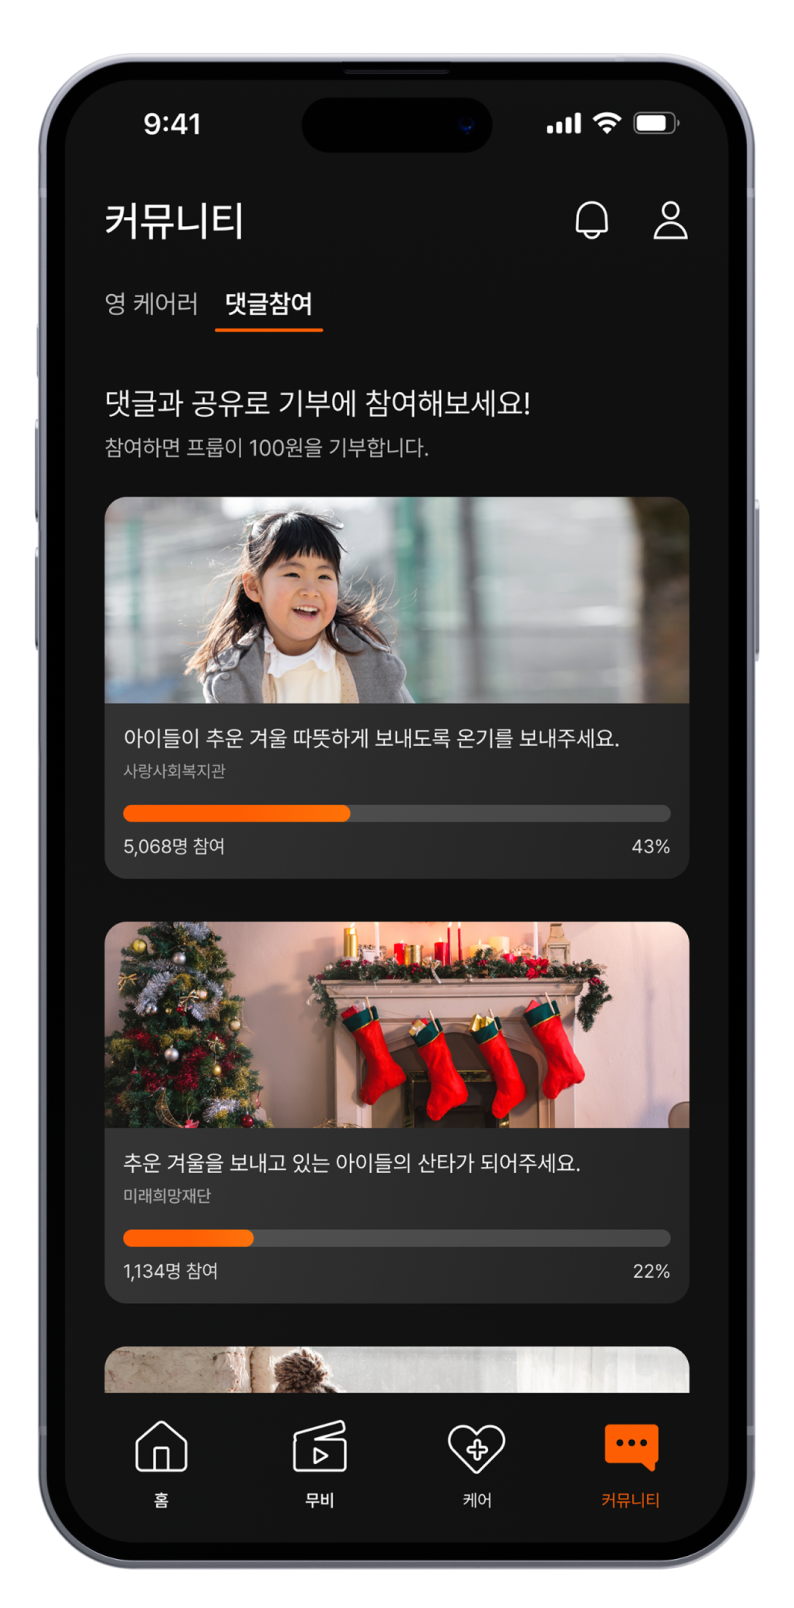 9:41
커뮤니티
영 케어러 댓글참여
댓글과 공유로 기부에 참여해보세요!
참여하면 프룹이 100원을 기부합니다.
아이들이 추운 겨울 따뜻하게 보내도록 온기를 보내주세요.
사랑사회복지관
5,068명 참여 43%
추운 겨울을 보내고 있는 아이들의 산타가 되어주세요.
미래희망재단
1,134명 참여 22%
홈 무비 케어 커뮤니티